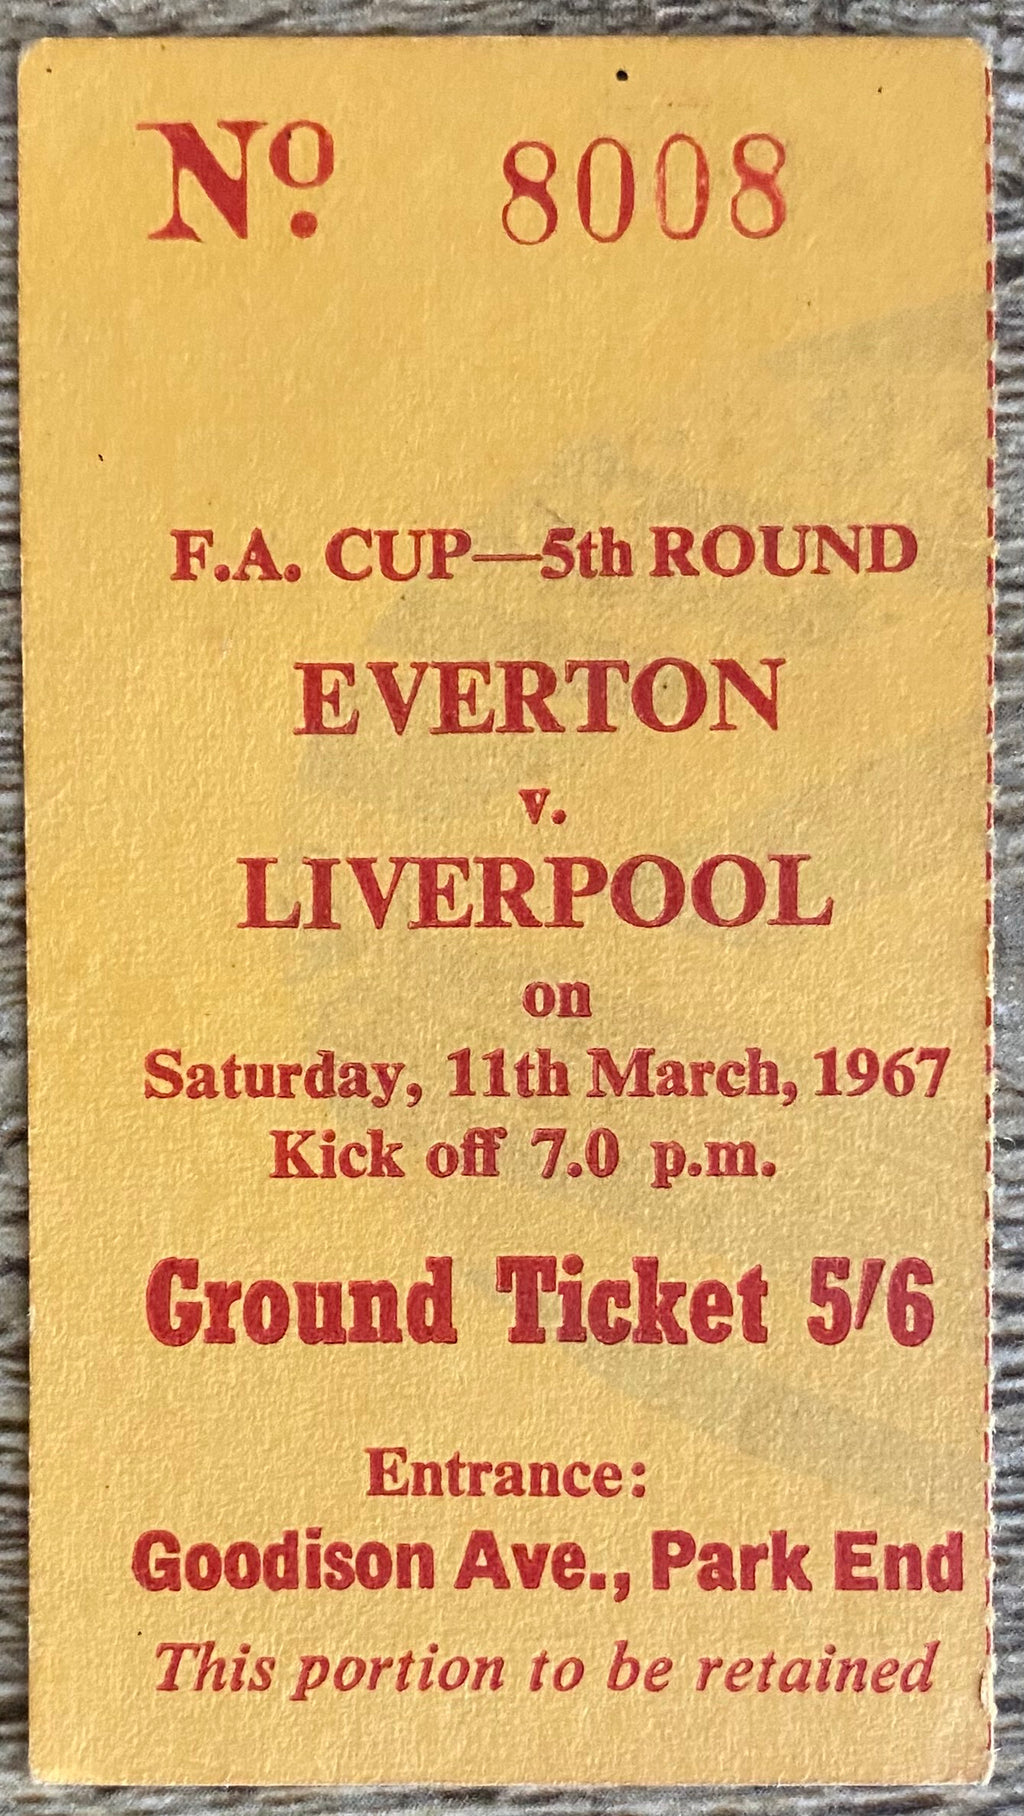 Nº. 8008
F.A. CUP—5th ROUND
EVERTON
v.
LIVERPOOL
on
Saturday, 11th March, 1967
Kick off 7.0 p.m.
Ground Ticket 5/6
Entrance:
Goodison Ave., Park End
This portion to be retained